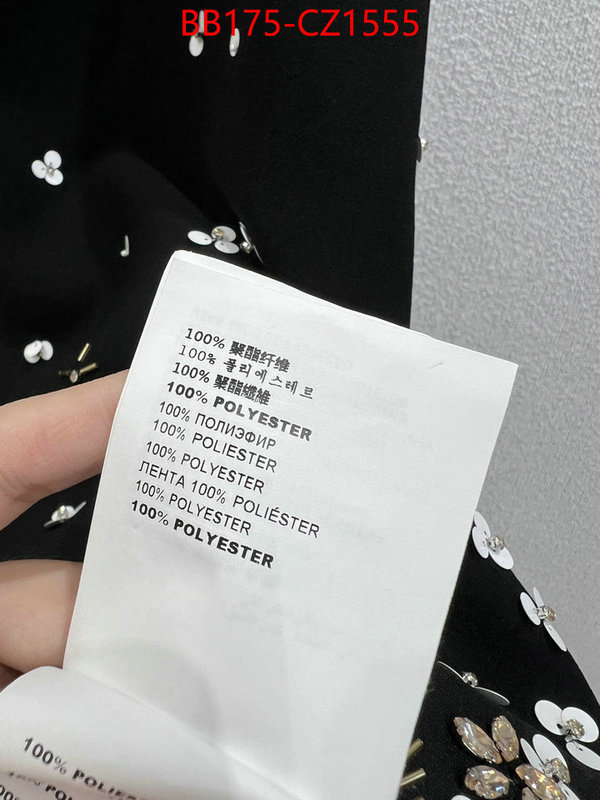 BB175-CZ1555
100% 聚酯纤维
100% 폴리에스테르
100% 聚酯纖維
100% POLYESTER
100% ПОЛИЭФИР
100% POLIESTER
100% POLYESTER
ЛЕНТА 100% POLIÉSTER
100% POLYESTER
100% POLYESTER
100% POLIES